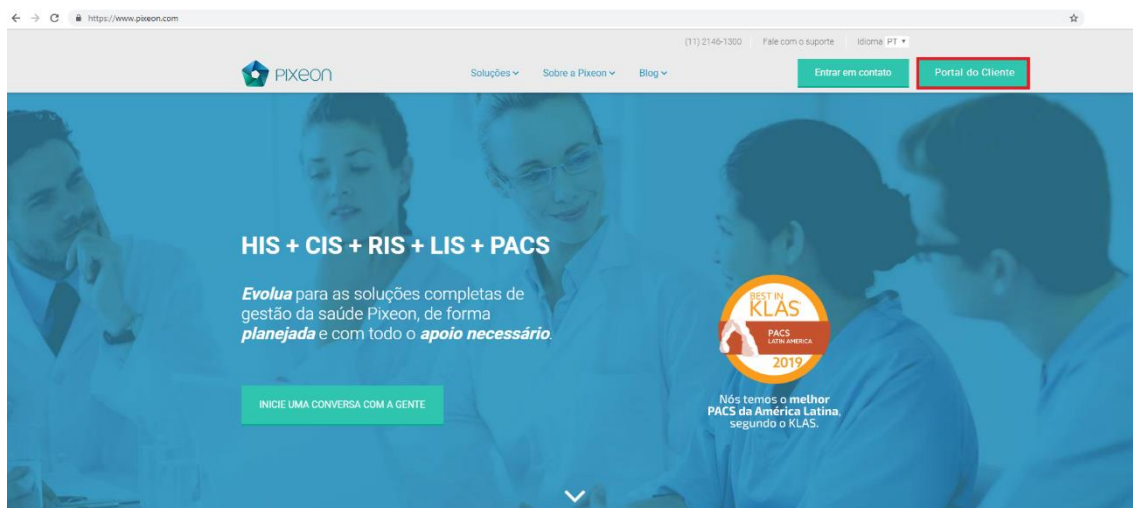 https://www.pixeon.com
(11) 2146-1300 Fale com o suporte Idioma PT
PIXEON Soluções Sobre a Pixeon Blog Entrar em contato Portal do Cliente
HIS + CIS + RIS + LIS + PACS
Evolua para as soluções completas de
gestão da saúde Pixeon, de forma
planejada e com todo o apoio necessário.
BEST IN
KLAS
PACS
LATIN AMERICA
2019
INICIE UMA CONVERSA COM A GENTE
Nós temos o melhor
PACS da América Latina,
segundo o KLAS.